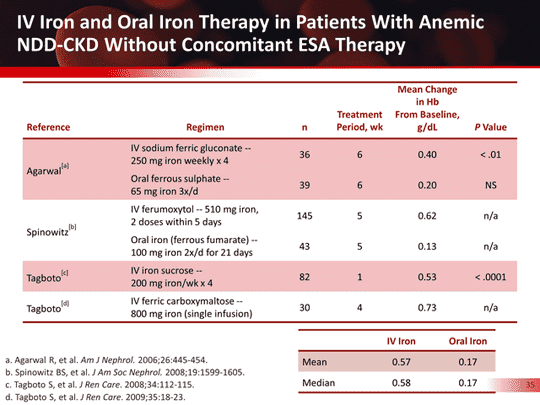 IV Iron and Oral Iron Therapy in Patients With Anemic
NDD-CKD Without Concomitant ESA Therapy
Reference Regimen n Treatment Period, wk Mean Change in Hb From Baseline, g/dL P Value
Agarwal[a] IV sodium ferric gluconate -- 36 6 0.40 < .01
250 mg iron weekly x 4
Oral ferrous sulphate -- 39 6 0.20 NS
65 mg iron 3x/d
Spinowitz[b] IV ferumoxytol -- 510 mg iron, 145 5 0.62 n/a
2 doses within 5 days
Oral iron (ferrous fumarate) -- 43 5 0.13 n/a
100 mg iron 2x/d for 21 days
Tagboto[c] IV iron sucrose -- 82 1 0.53 < .0001
200 mg iron/wk x 4
Tagboto[d] IV ferric carboxymaltose -- 30 4 0.73 n/a
800 mg iron (single infusion)
IV Iron Oral Iron
Mean 0.57 0.17
Median 0.58 0.17
a. Agarwal R, et al. Am J Nephrol. 2006;26:445-454.
b. Spinowitz BS, et al. J Am Soc Nephrol. 2008;19:1599-1605.
c. Tagboto S, et al. J Ren Care. 2008;34:112-115.
d. Tagboto S, et al. J Ren Care. 2009;35:18-23.
35